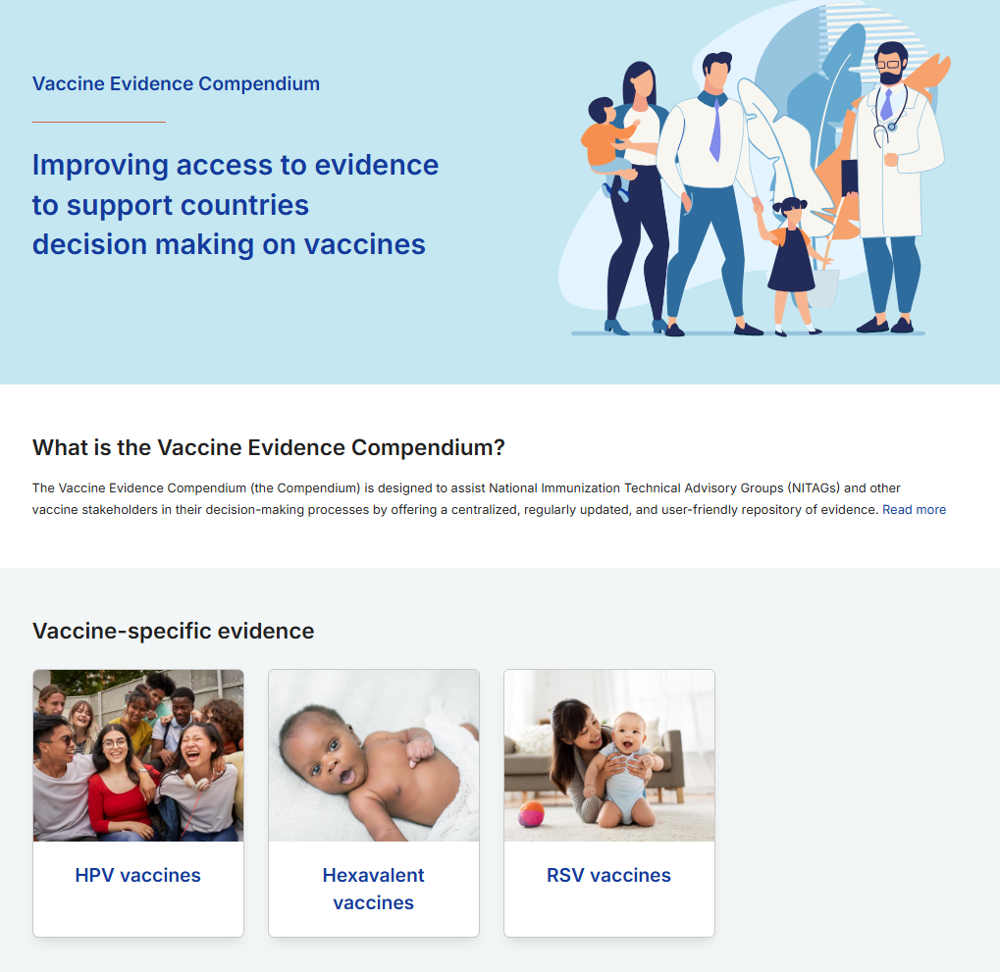 Vaccine Evidence Compendium
Improving access to evidence
to support countries
decision making on vaccines
What is the Vaccine Evidence Compendium?
The Vaccine Evidence Compendium (the Compendium) is designed to assist National Immunization Technical Advisory Groups (NITAGs) and other
vaccine stakeholders in their decision-making processes by offering a centralized, regularly updated, and user-friendly repository of evidence. Read more
Vaccine-specific evidence
HPV vaccines
Hexavalent
vaccines
RSV vaccines